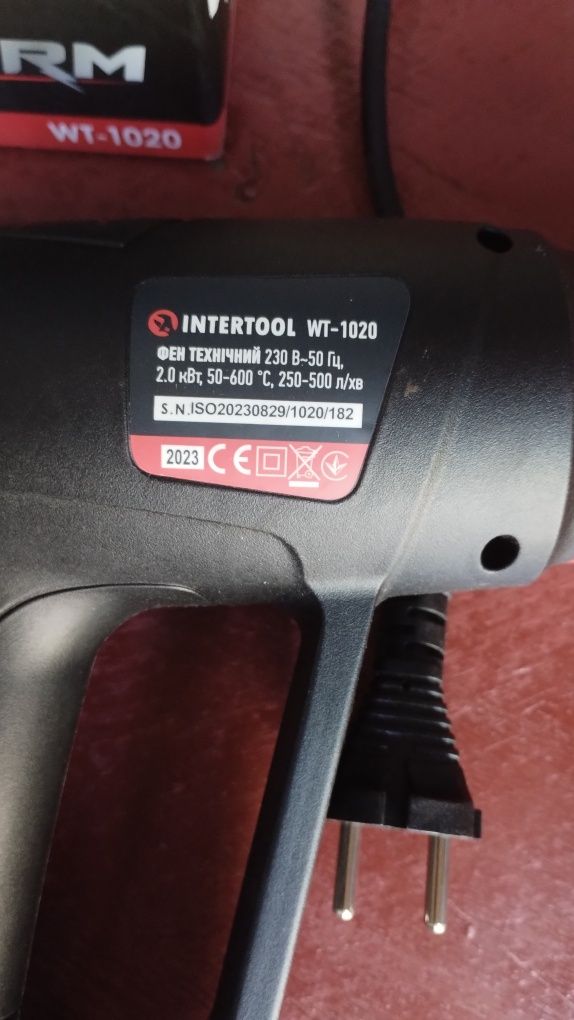 RM
WT-1020
INTERTOOL WT-1020
ФЕН ТЕХНІЧНИЙ 230 В~50 Гц,
2.0 кВт, 50-600 °C, 250-500 л/хв
S.N.ISO20230829/1020/182
2023 CE